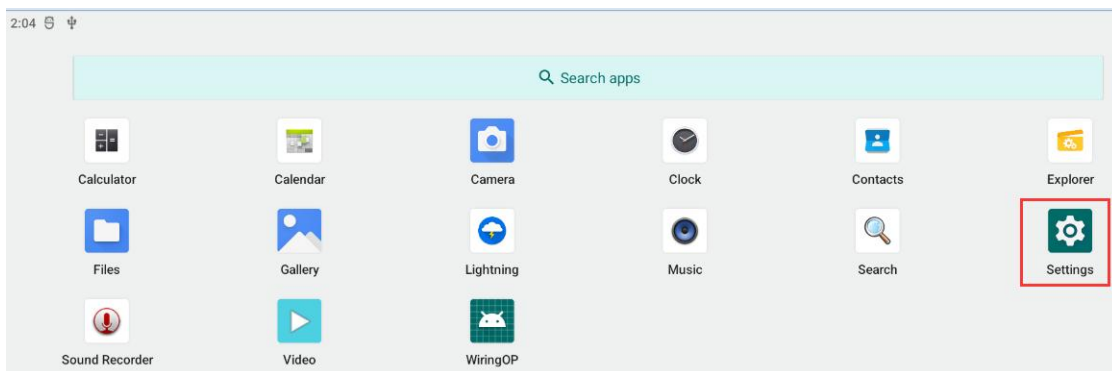 2:04
Search apps
Calculator Calendar Camera Clock Contacts Explorer
Files Gallery Lightning Music Search Settings
Sound Recorder Video WiringOP